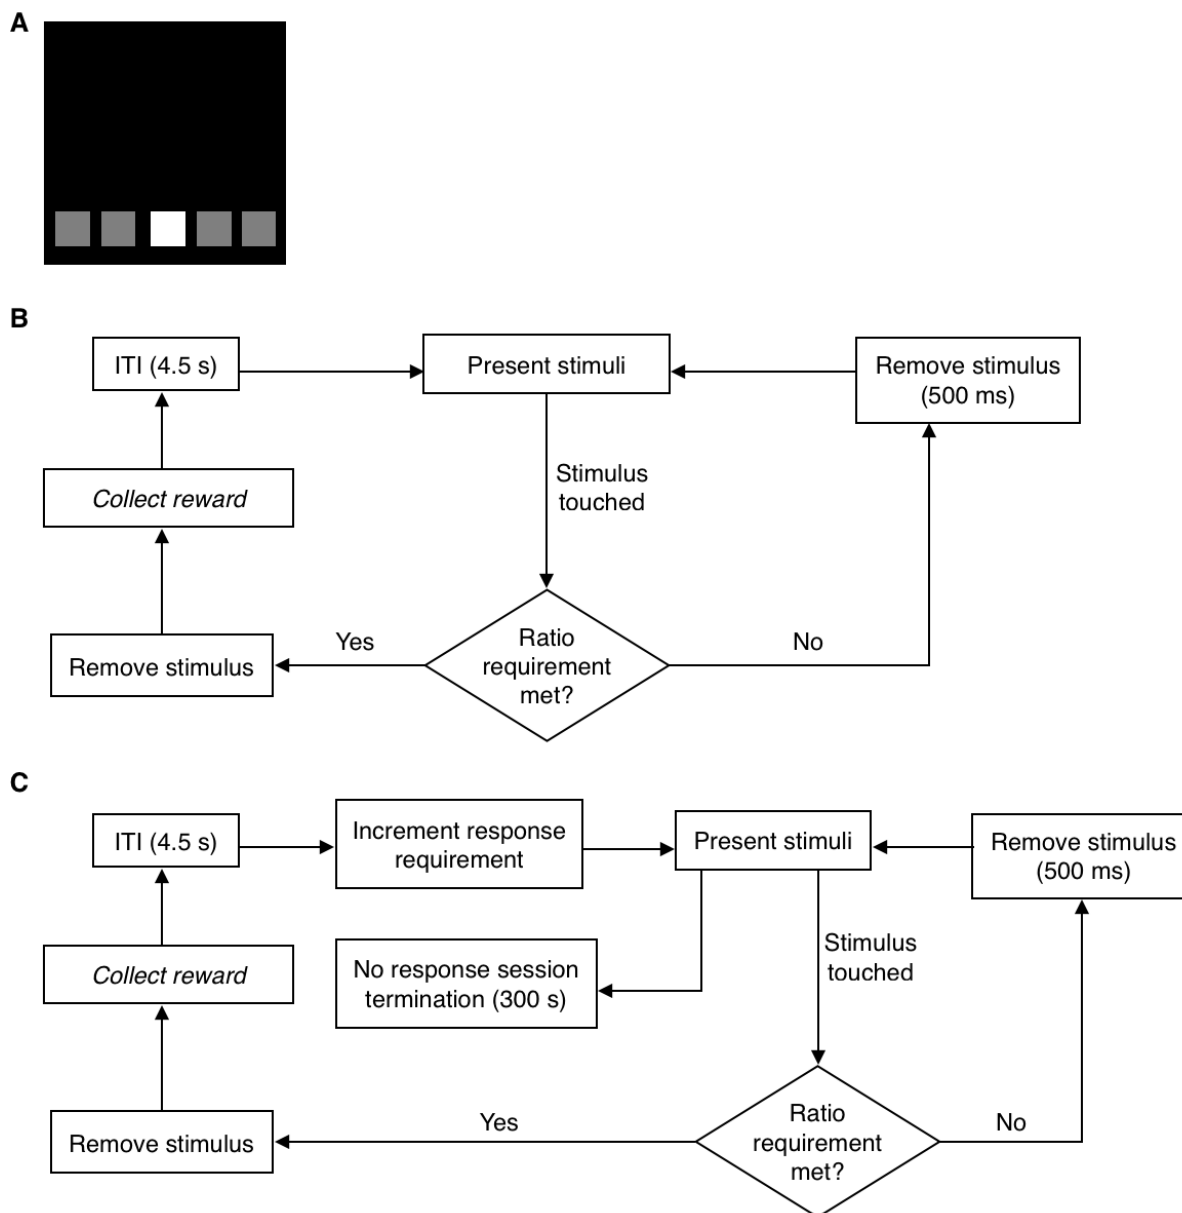 A
B
ITI (4.5 s)
Present stimuli
Remove stimulus
(500 ms)
Collect reward
Stimulus
touched
Remove stimulus
Yes
Ratio
requirement
met?
No
C
ITI (4.5 s)
Increment response
requirement
Present stimuli
Remove stimulus
(500 ms)
Collect reward
No response session
termination (300 s)
Stimulus
touched
Remove stimulus
Yes
Ratio
requirement
met?
No